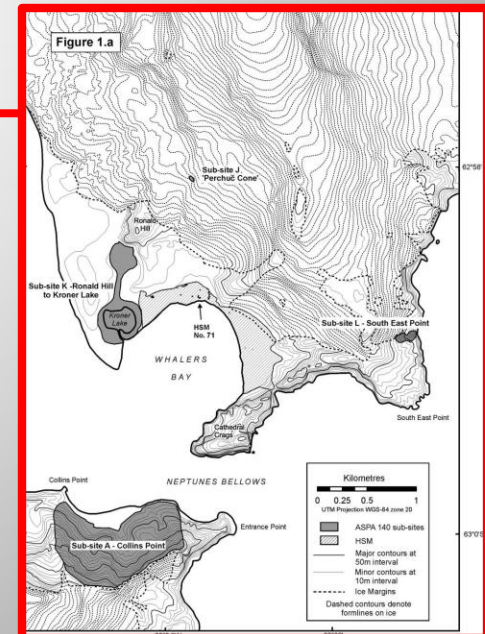 Figure 1.a
Sub-site J
'Perchuč Cone'
62°58'
Ronald
Hill
Sub-site K -Ronald Hill
to Kroner Lake
Kroner
Lake
HSM
No. 71
Sub-site L - South East Point
WHALERS
BAY
South East Point
Cathedral
Crags
Collins Point
NEPTUNES BELLOWS
Entrance Point
Sub-site A - Collins Point
Kilometres
0 0.25 0.5 1
UTM Projection WGS-84 zone 20
ASPA 140 sub-sites
HSM
Major contours at
50m interval
Minor contours at
10m interval
Ice Margins
Dashed contours denote
formlines on ice
63°0'S